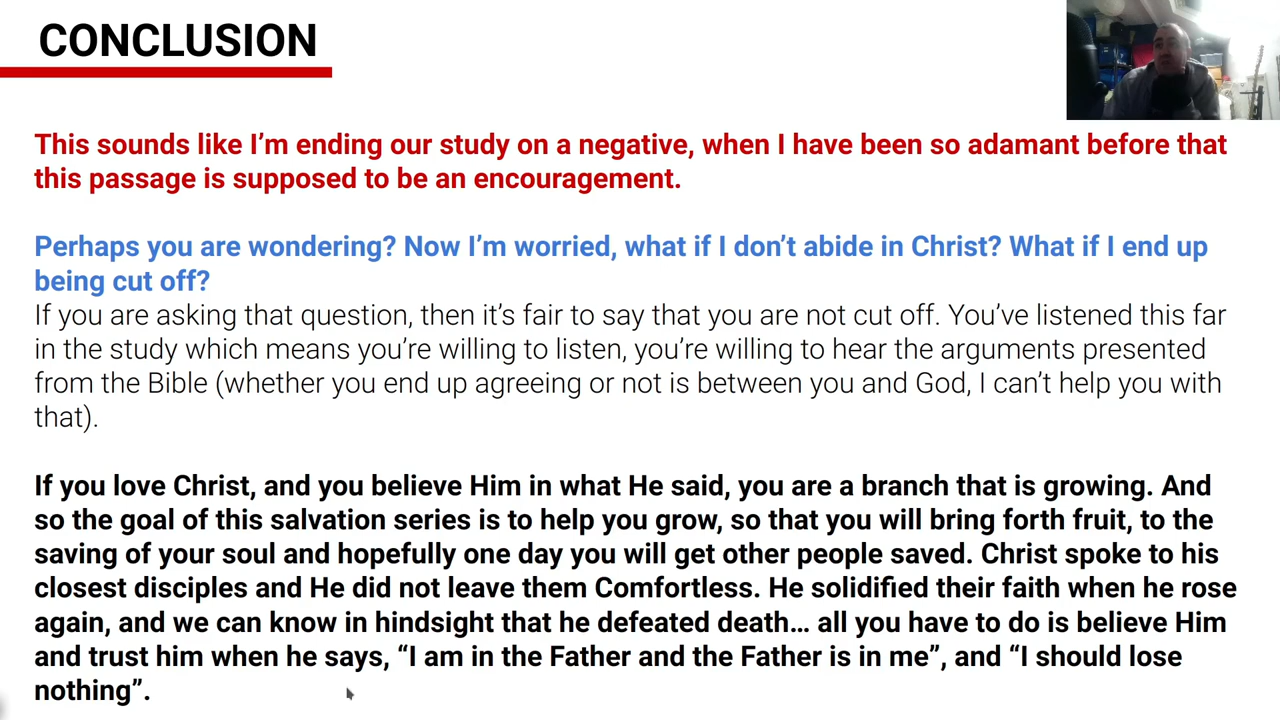 CONCLUSION
This sounds like I’m ending our study on a negative, when I have been so adamant before that
this passage is supposed to be an encouragement.
Perhaps you are wondering? Now I’m worried, what if I don’t abide in Christ? What if I end up
being cut off?
If you are asking that question, then it’s fair to say that you are not cut off. You’ve listened this far
in the study which means you’re willing to listen, you’re willing to hear the arguments presented
from the Bible (whether you end up agreeing or not is between you and God, I can’t help you with
that).
If you love Christ, and you believe Him in what He said, you are a branch that is growing. And
so the goal of this salvation series is to help you grow, so that you will bring forth fruit, to the
saving of your soul and hopefully one day you will get other people saved. Christ spoke to his
closest disciples and He did not leave them Comfortless. He solidified their faith when he rose
again, and we can know in hindsight that he defeated death… all you have to do is believe Him
and trust him when he says, “I am in the Father and the Father is in me”, and “I should lose
nothing”.